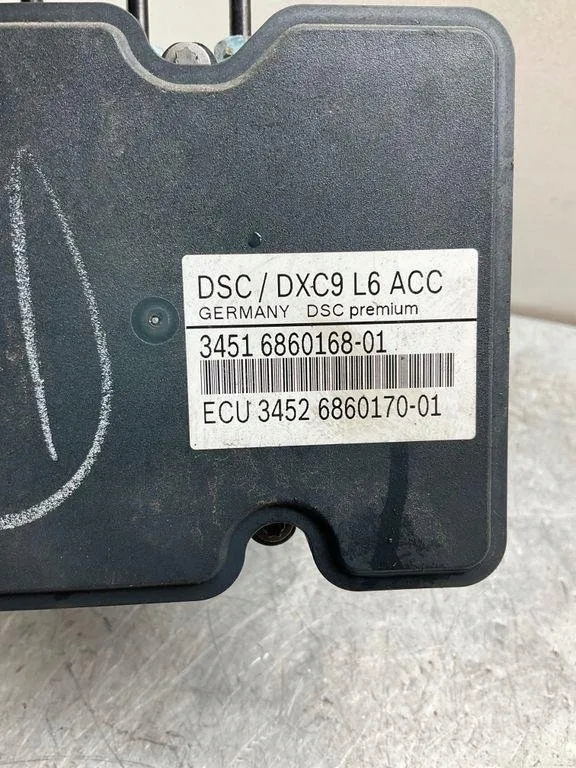 DSC / DXC9 L6 ACC
GERMANY DSC premium
3451 6860168-01
ECU 3452 6860170-01